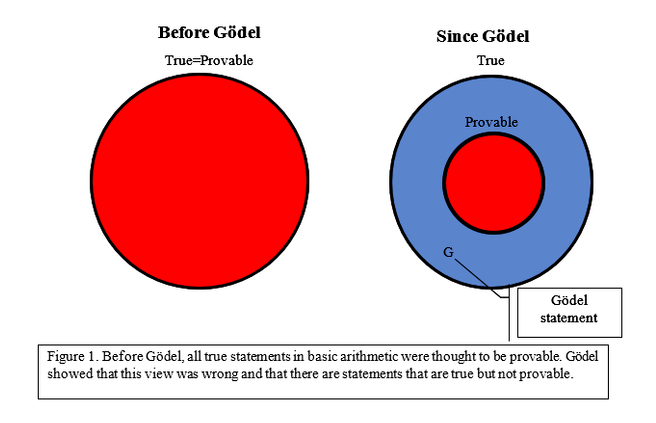 Before Gödel
True=Provable
Since Gödel
True
Provable
G
Gödel
statement
Figure 1. Before Gödel, all true statements in basic arithmetic were thought to be provable. Gödel
showed that this view was wrong and that there are statements that are true but not provable.